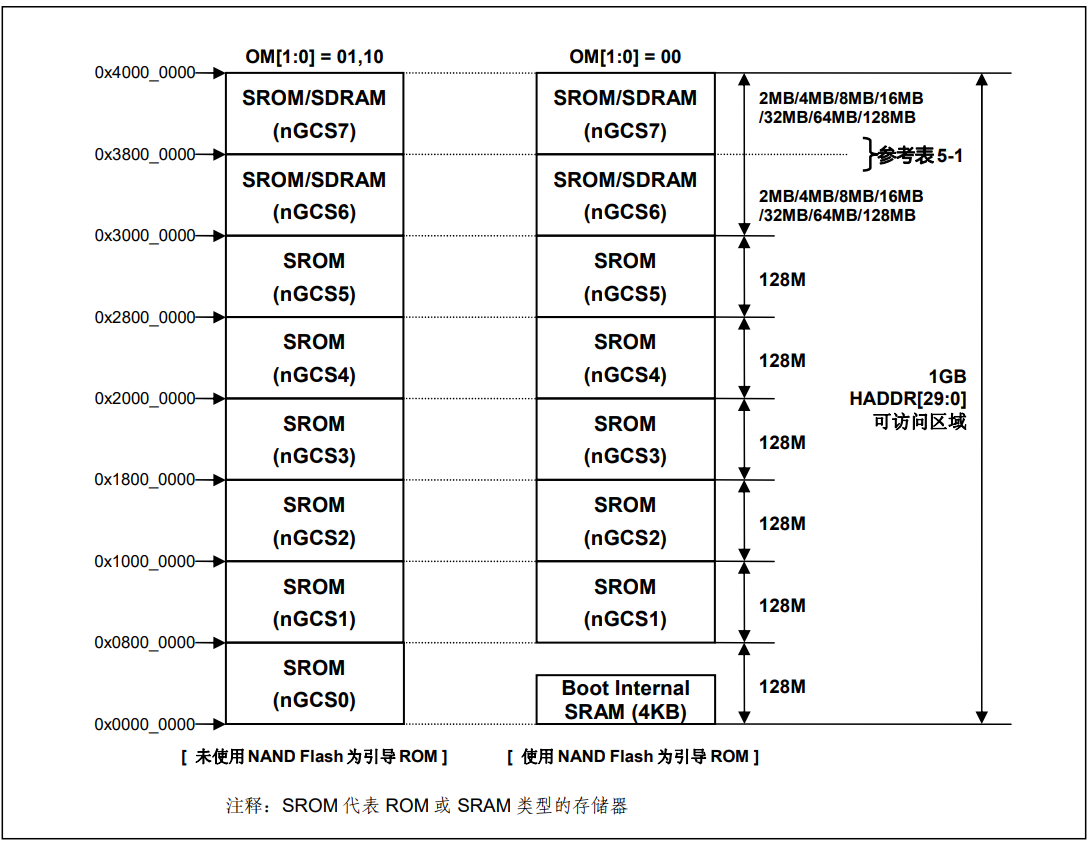 OM[1:0] = 01,10
OM[1:0] = 00
0x4000_0000
SROM/SDRAM
(nGCS7)
SROM/SDRAM
(nGCS7)
2MB/4MB/8MB/16MB
/32MB/64MB/128MB
0x3800_0000
参考表 5-1
SROM/SDRAM
(nGCS6)
SROM/SDRAM
(nGCS6)
2MB/4MB/8MB/16MB
/32MB/64MB/128MB
0x3000_0000
SROM
(nGCS5)
SROM
(nGCS5)
128M
0x2800_0000
SROM
(nGCS4)
SROM
(nGCS4)
128M
1GB
HADDR[29:0]
可访问区域
0x2000_0000
SROM
(nGCS3)
SROM
(nGCS3)
128M
0x1800_0000
SROM
(nGCS2)
SROM
(nGCS2)
128M
0x1000_0000
SROM
(nGCS1)
SROM
(nGCS1)
128M
0x0800_0000
SROM
(nGCS0)
Boot Internal
SRAM (4KB)
128M
0x0000_0000
[ 未使用 NAND Flash 为引导 ROM ]
[ 使用 NAND Flash 为引导 ROM ]
注释：SROM 代表 ROM 或 SRAM 类型的存储器